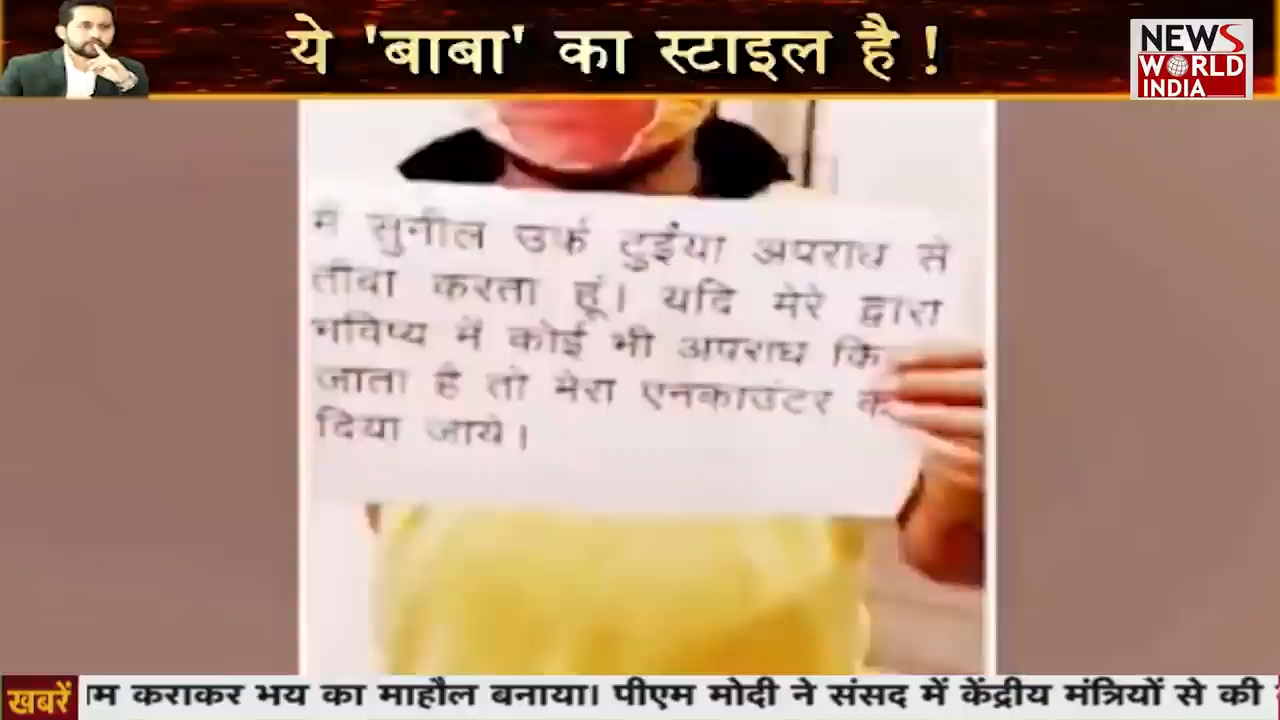 ये 'बाबा' का स्टाइल है !
NEWS
WORLD
INDIA
मैं सुनील उर्फ टुईंया अपराध से
तौवा करता हूं। यदि मेरे द्वारा
भविष्य में कोई भी अपराध कि
जाता है तो मेरा एनकाउंटर क
दिया जाये।
खबरें
कराकर भय का माहौल बनाया। पीएम मोदी ने संसद में केंद्रीय मंत्रियों से की